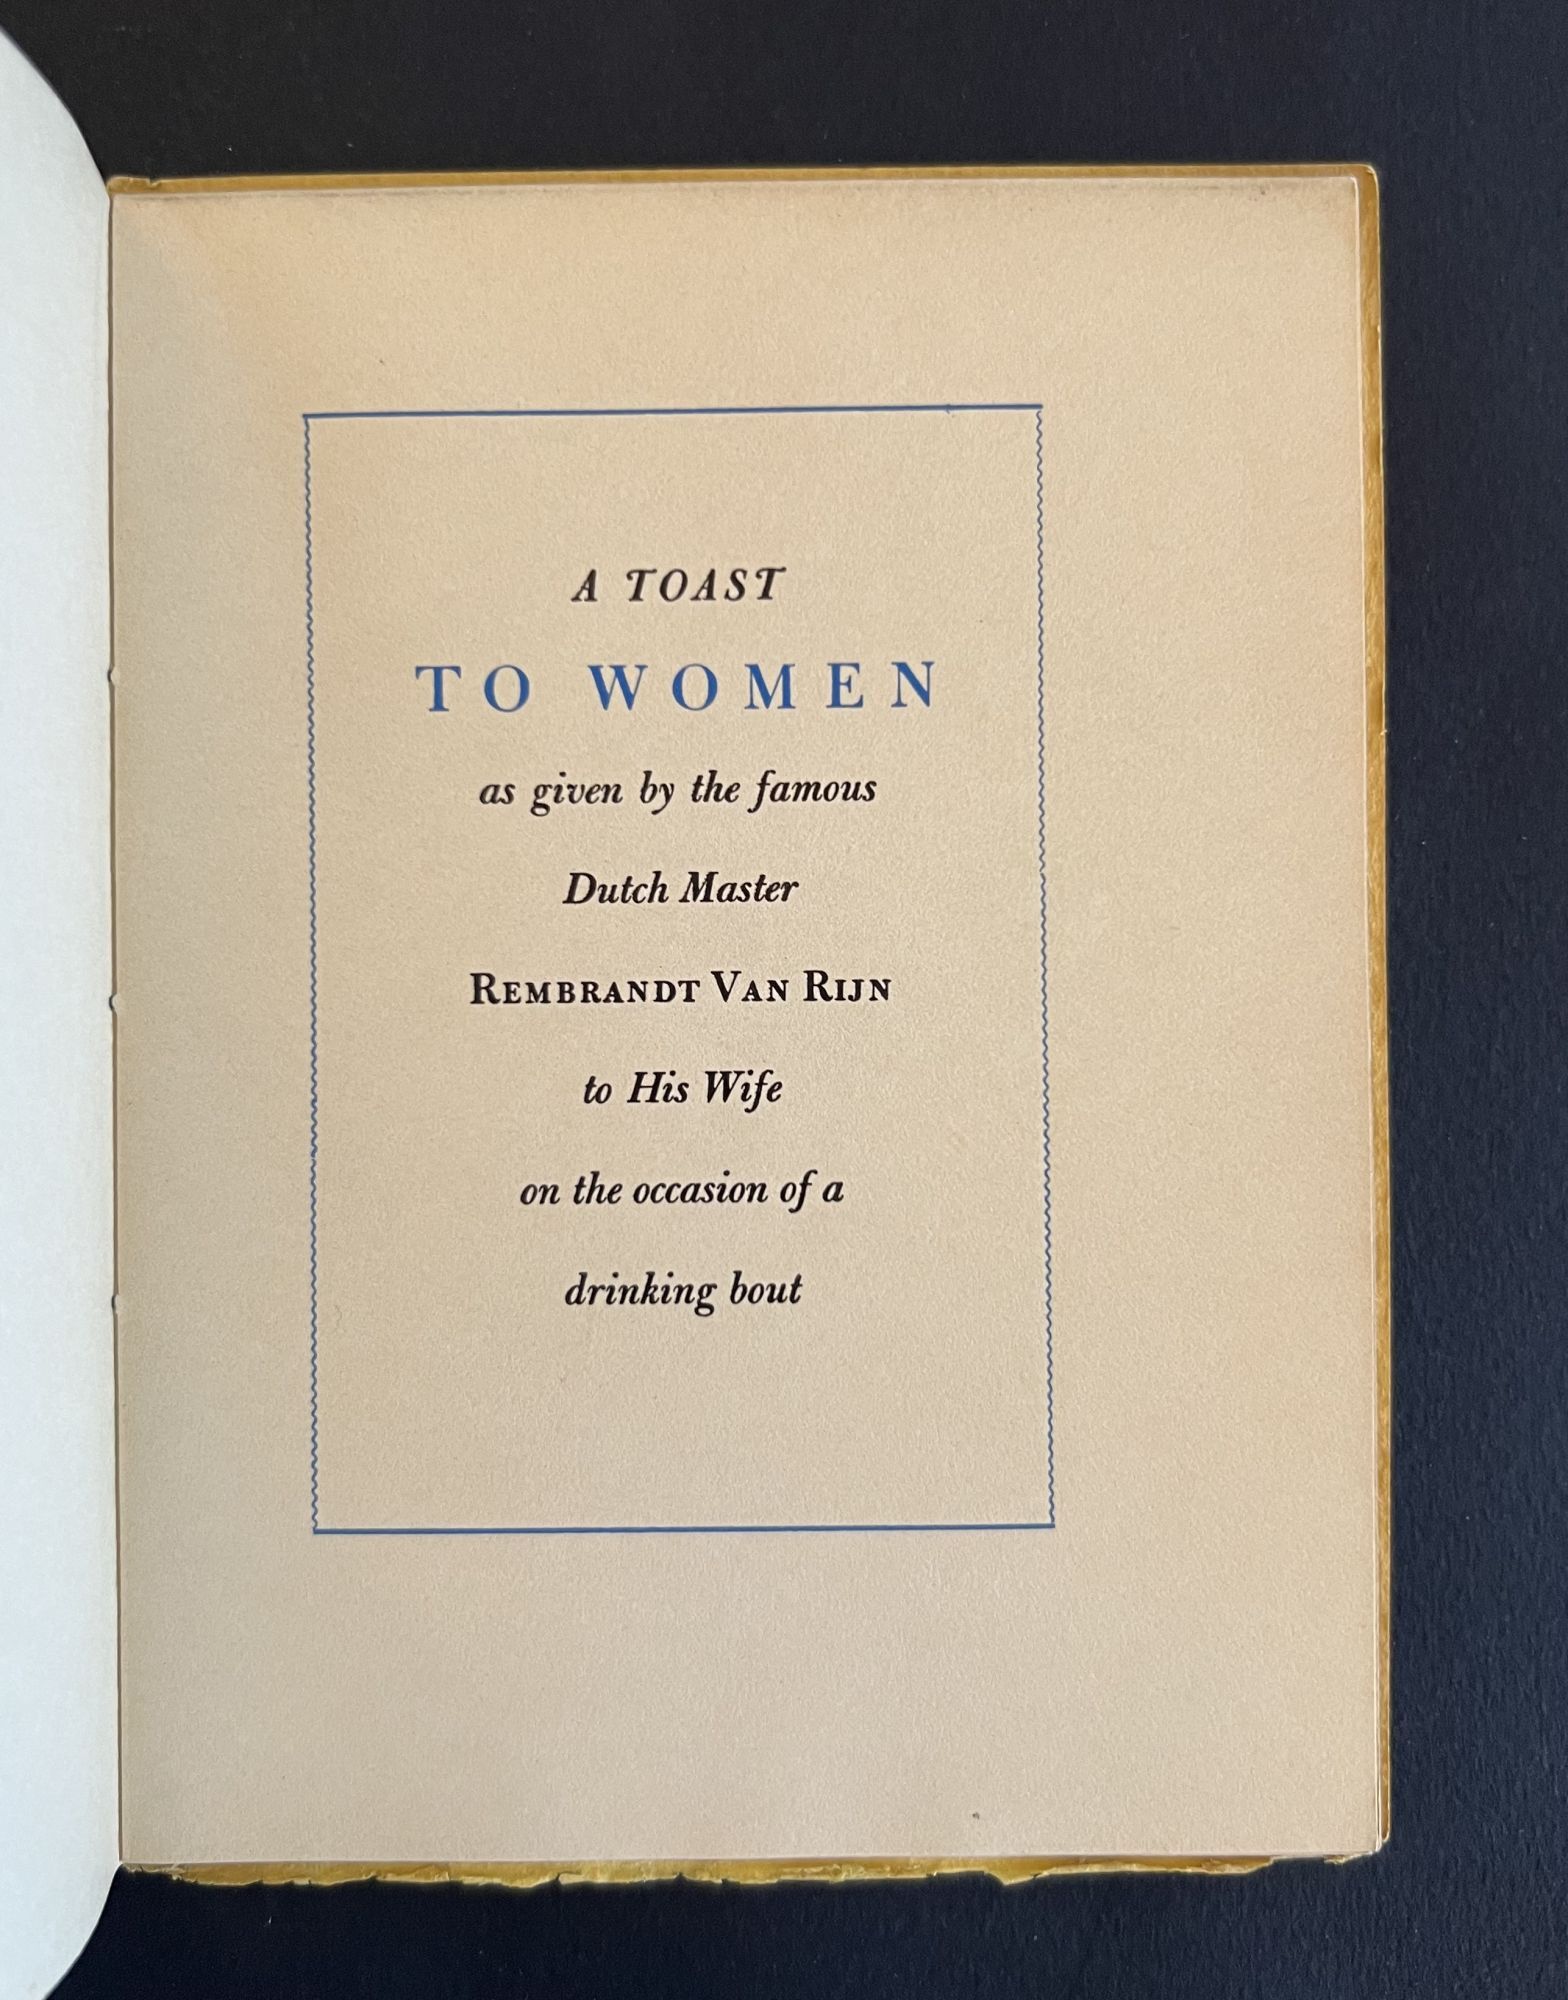 A TOAST
TO WOMEN
as given by the famous
Dutch Master
REMBRANDT VAN RIJN
to His Wife
on the occasion of a
drinking bout